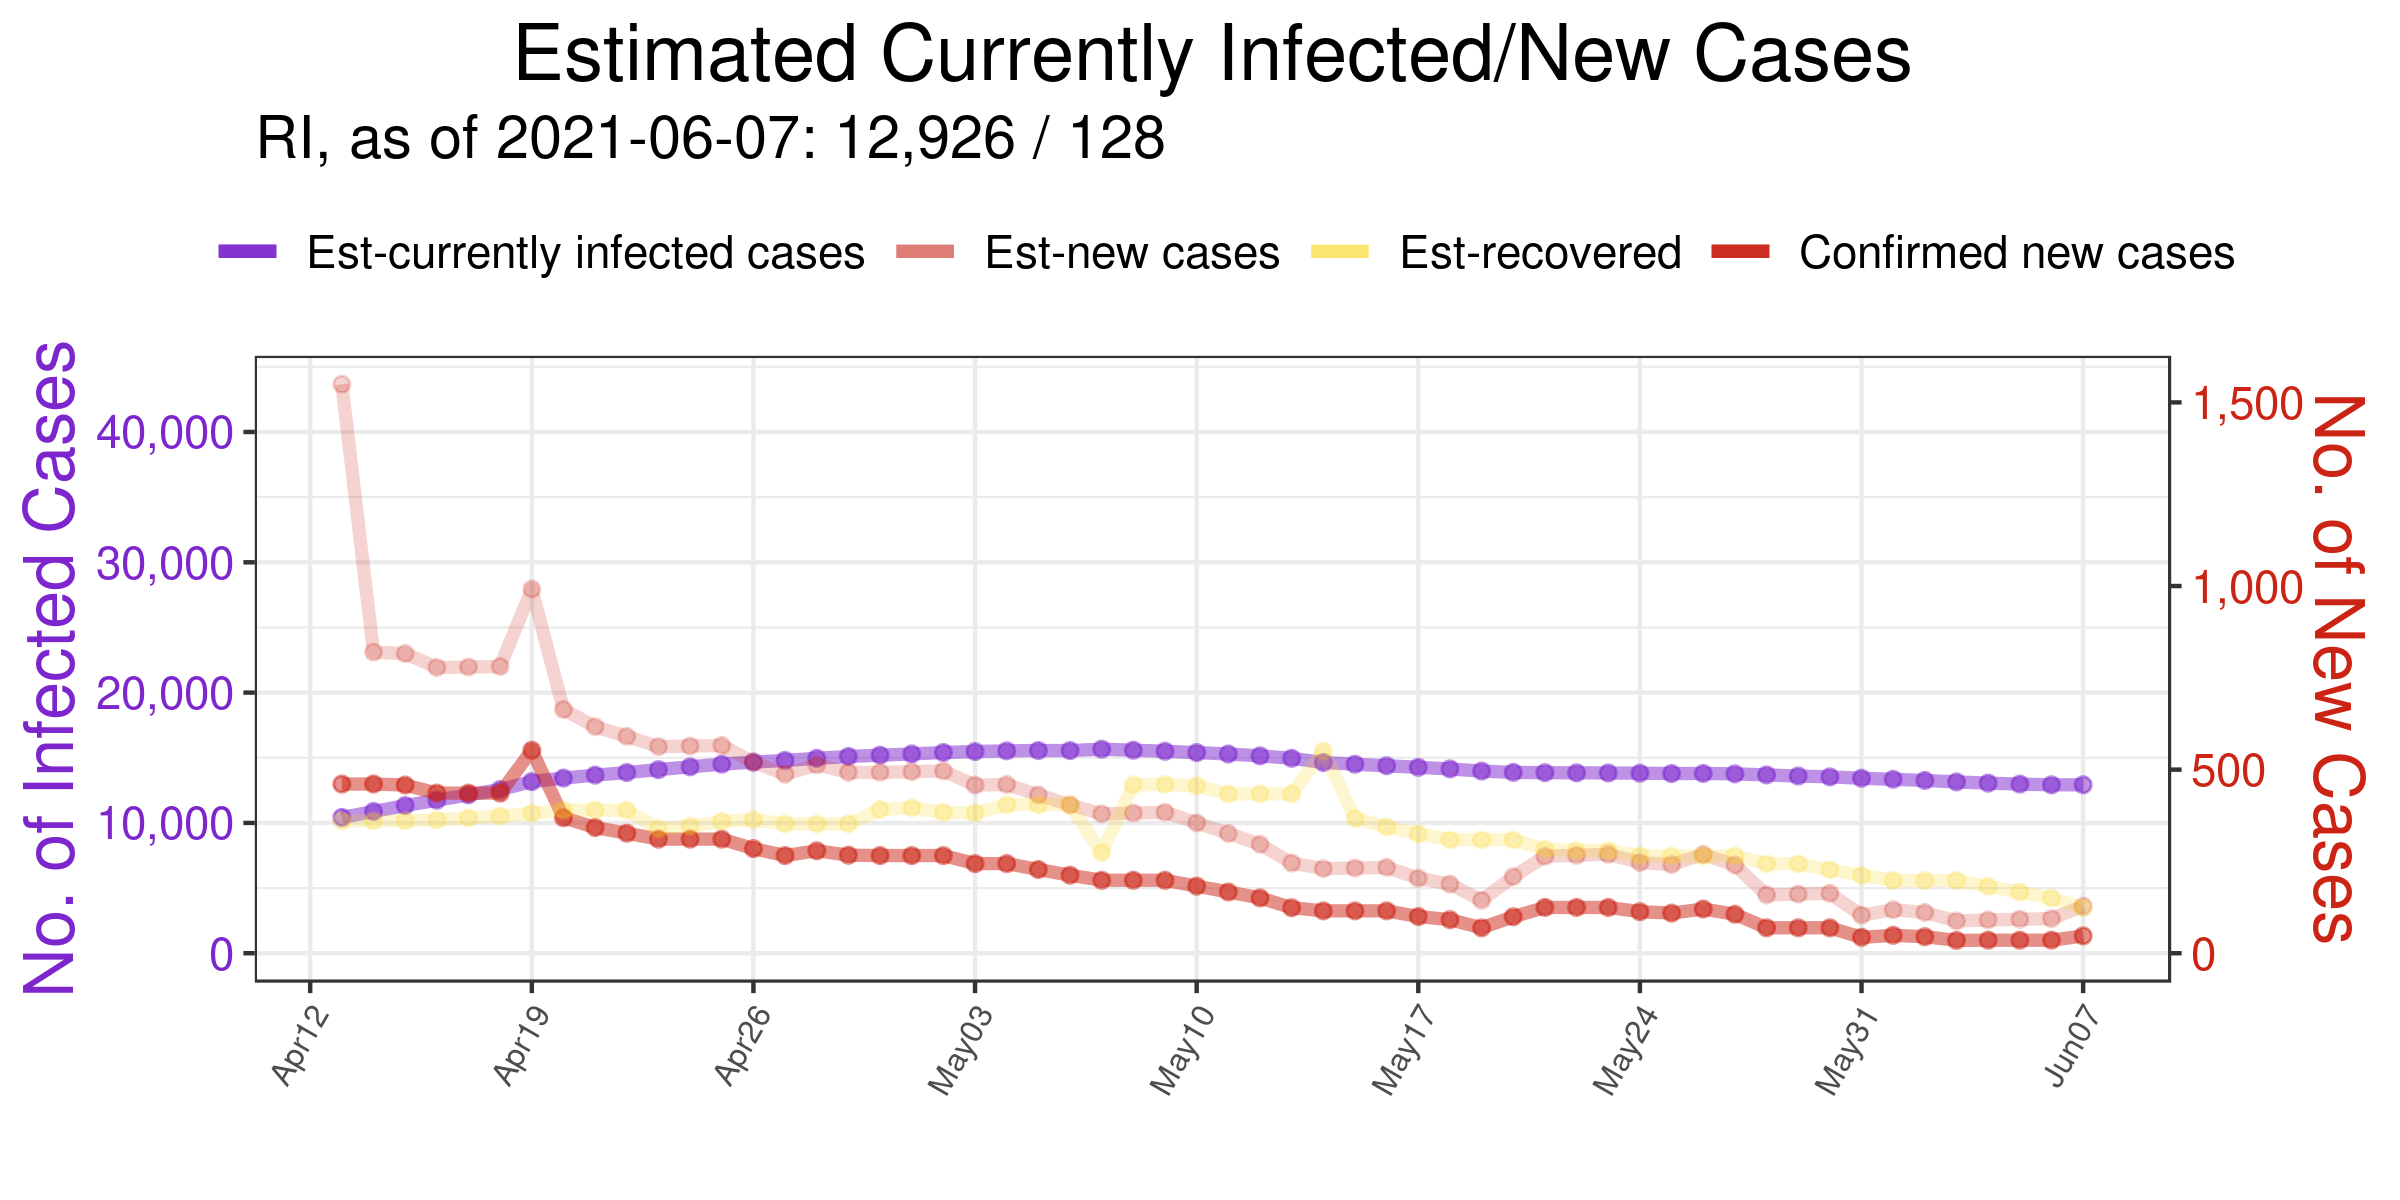 Estimated Currently Infected/New Cases
RI, as of 2021-06-07: 12,926 / 128
Est-currently infected cases Est-new cases Est-recovered Confirmed new cases
No. of Infected Cases
40,000
30,000
20,000
10,000
0
1,500
1,000
500
0
No. of New Cases
Apr12 Apr19 Apr26 May03 May10 May17 May24 May31 Jun07